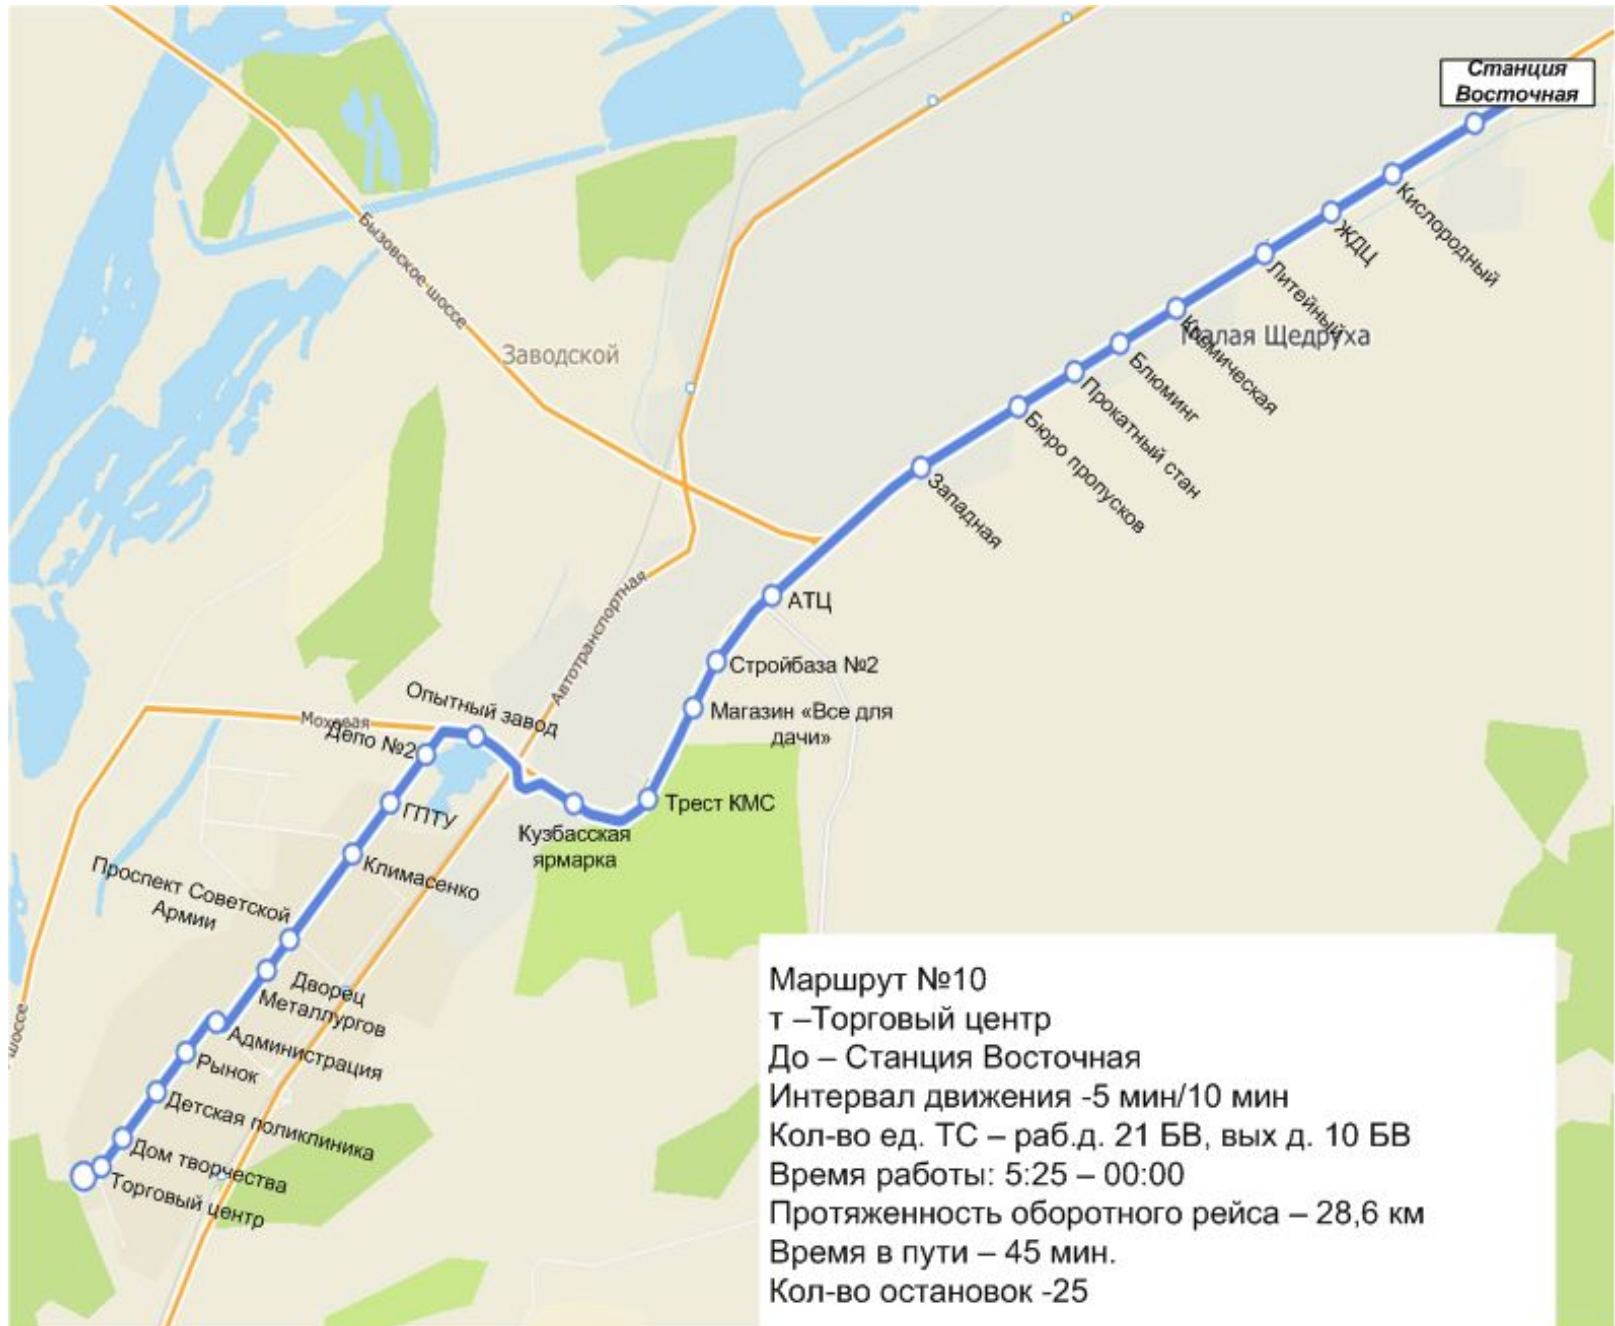 Станция
Восточная
Кислородный
ЖДЦ
Литейный
Малая Щедруха
Копмическая
Блюминг
Прокатный стан
Бюро пропусков
Западная
Бызовское шоссе
Заводской
АТЦ
Автотранспортная
Стройбаза №2
Магазин «Все для
дачи»
Опытный завод
Моховая
Депо №2
ГПТУ
Трест КМС
Кузбасская
ярмарка
Климасенко
Проспект Советской
Армии
Дворец
Металлургов
Администрация
Рынок
Детская поликлиника
Дом творчества
Торговый центр
шоссе
Маршрут №10
т –Торговый центр
До – Станция Восточная
Интервал движения -5 мин/10 мин
Кол-во ед. ТС – раб.д. 21 БВ, вых д. 10 БВ
Время работы: 5:25 – 00:00
Протяженность оборотного рейса – 28,6 км
Время в пути – 45 мин.
Кол-во остановок -25